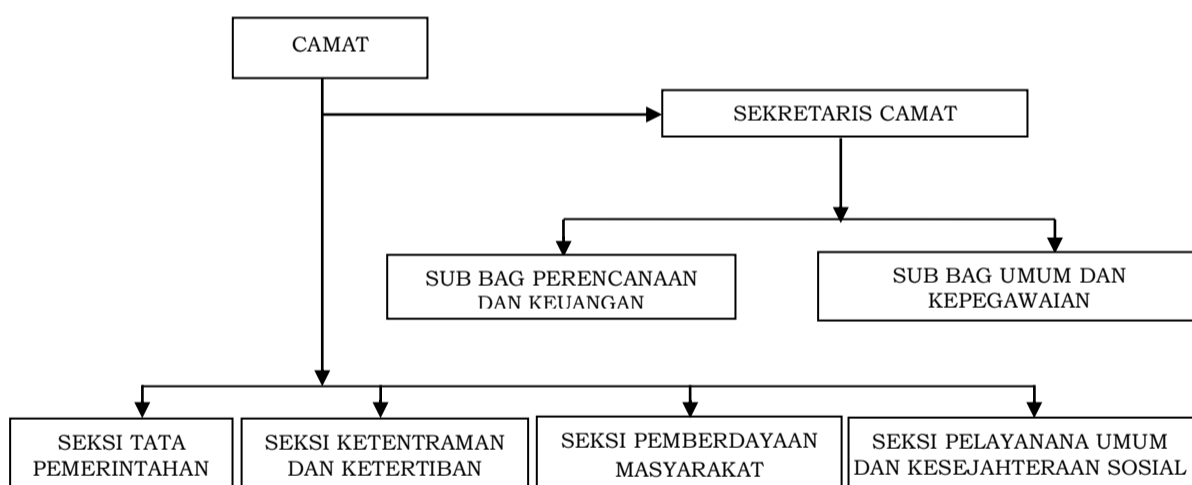 CAMAT
SEKRETARIS CAMAT
SUB BAG PERENCANAAN
DAN KEUANGAN
SUB BAG UMUM DAN
KEPEGAWAIAN
SEKSI TATA
PEMERINTAHAN
SEKSI KETENTRAMAN
DAN KETERTIBAN
SEKSI PEMBERDAYAAN
MASYARAKAT
SEKSI PELAYANANA UMUM
DAN KESEJAHTERAAN SOSIAL